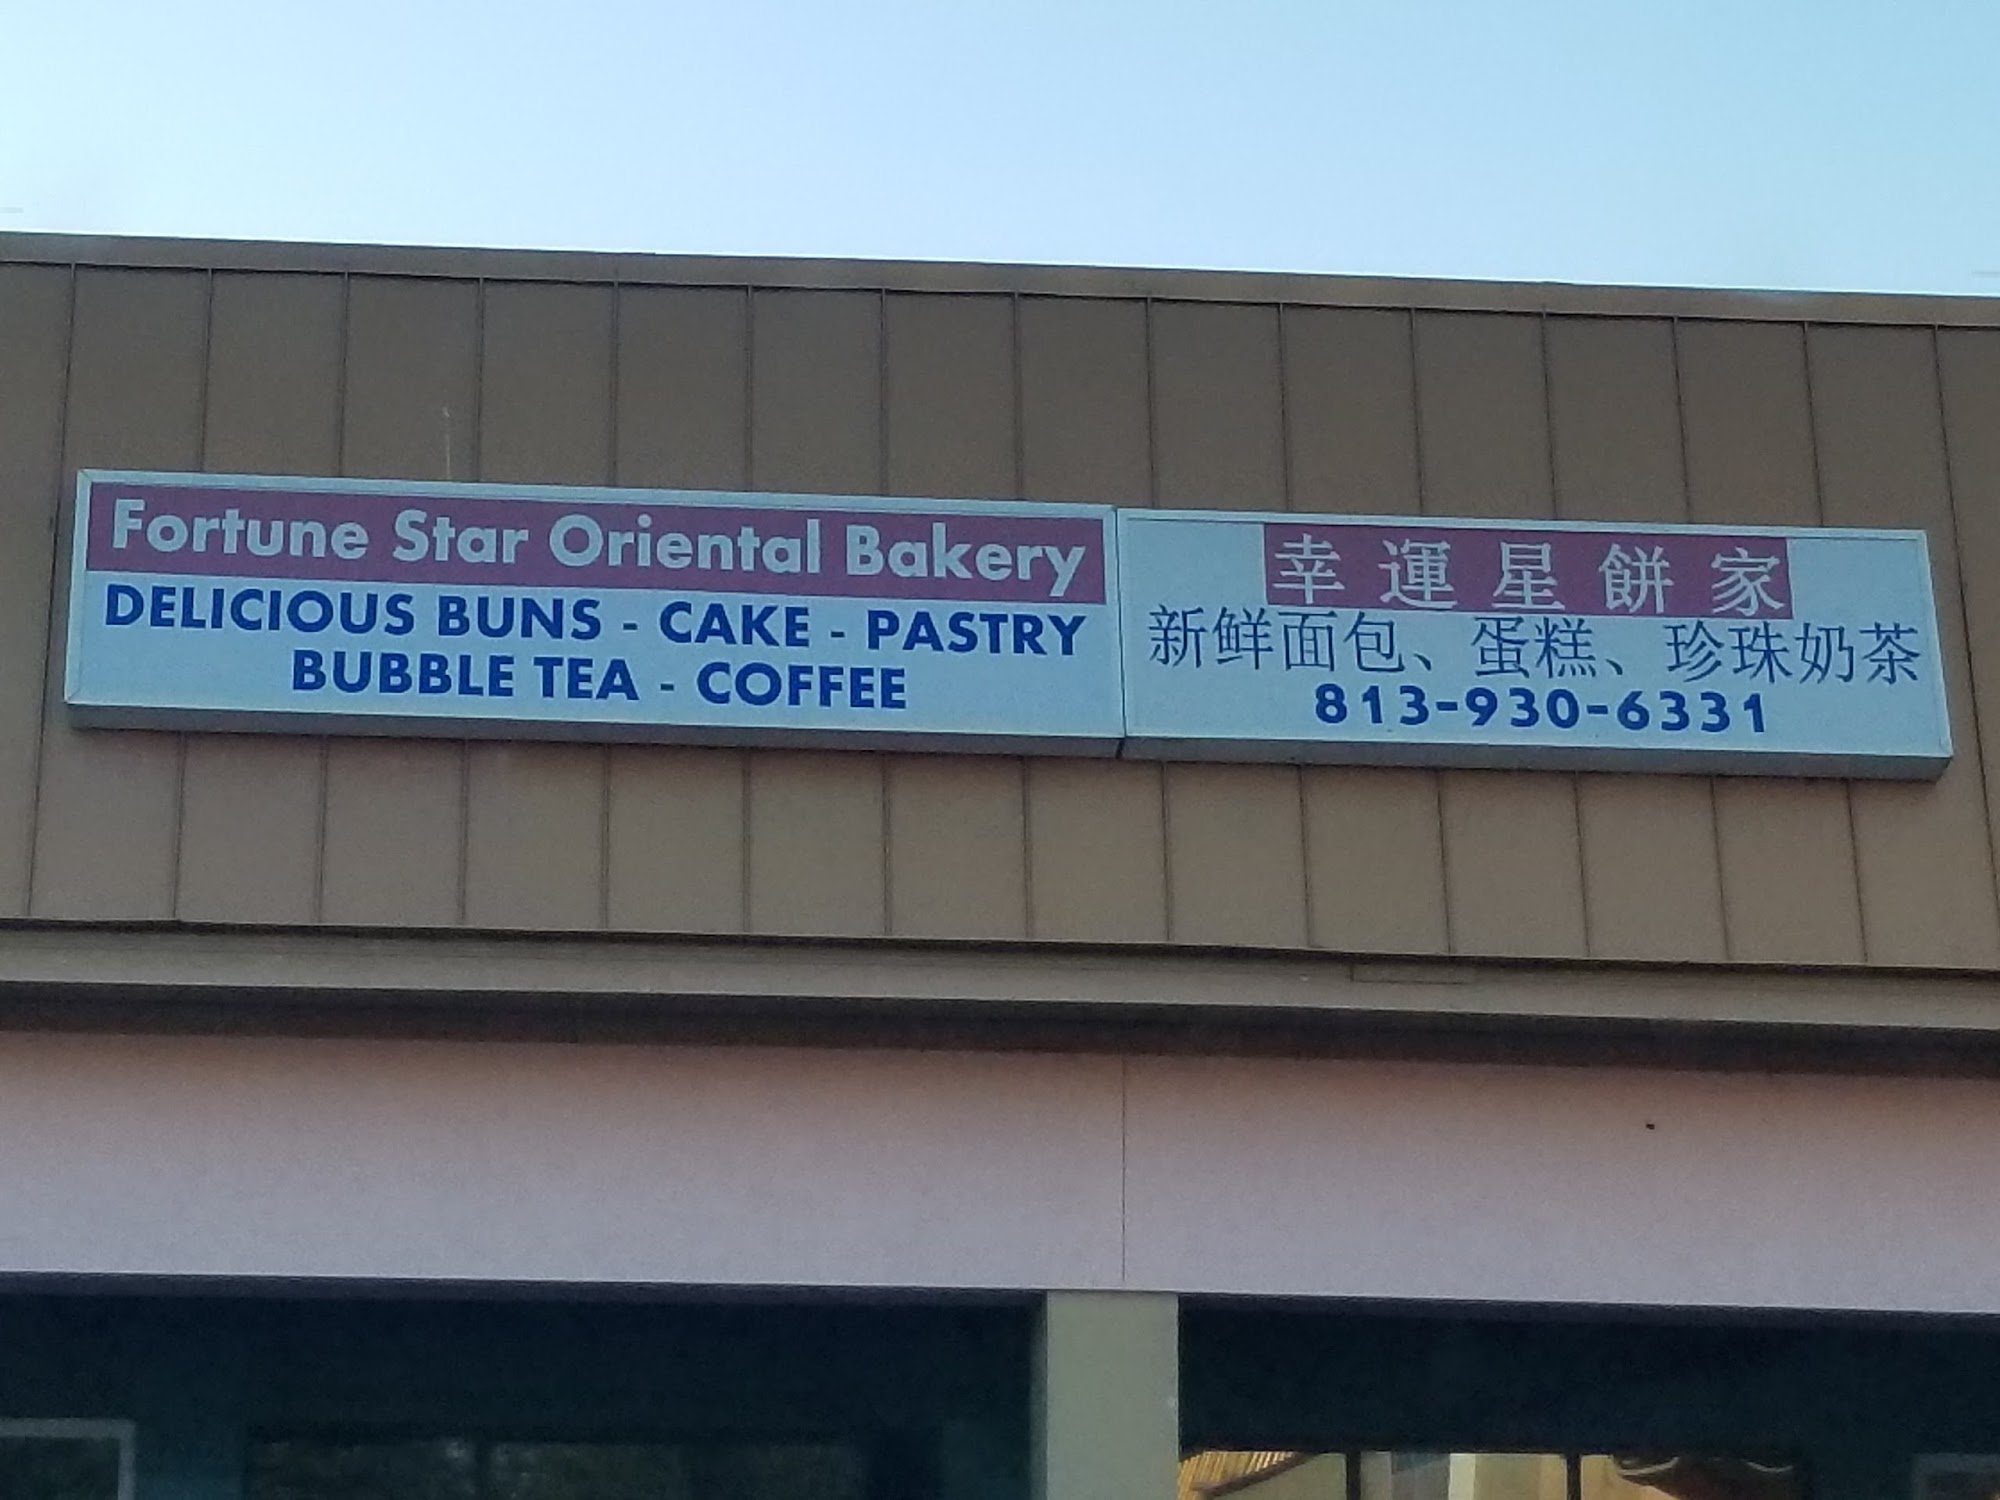 Fortune Star Oriental Bakery
DELICIOUS BUNS - CAKE - PASTRY
BUBBLE TEA - COFFEE
幸運星餅家
新鲜面包、蛋糕、珍珠奶茶
813-930-6331